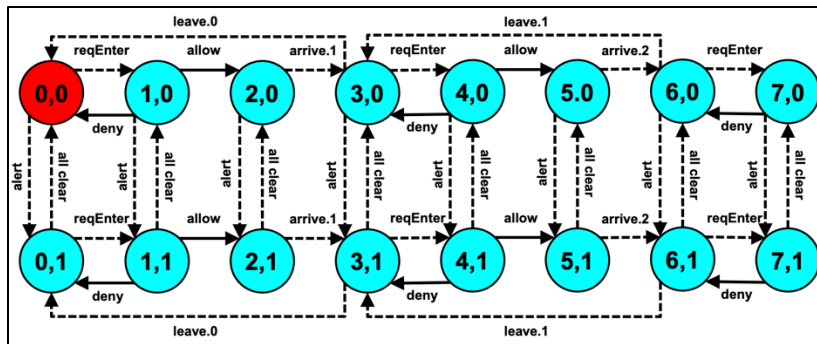 leave.0 leave.1
reqEnter allow arrive.1 reqEnter allow arrive.2 reqEnter
0,0 1,0 2,0 3,0 4,0 5.0 6,0 7,0
deny deny deny
alert all clear alert all clear alert all clear alert all clear alert all clear alert all clear alert all clear alert all clear
reqEnter allow arrive.1 reqEnter allow arrive.2 reqEnter
0,1 1,1 2,1 3,1 4,1 5,1 6,1 7,1
deny deny deny
leave.0 leave.1